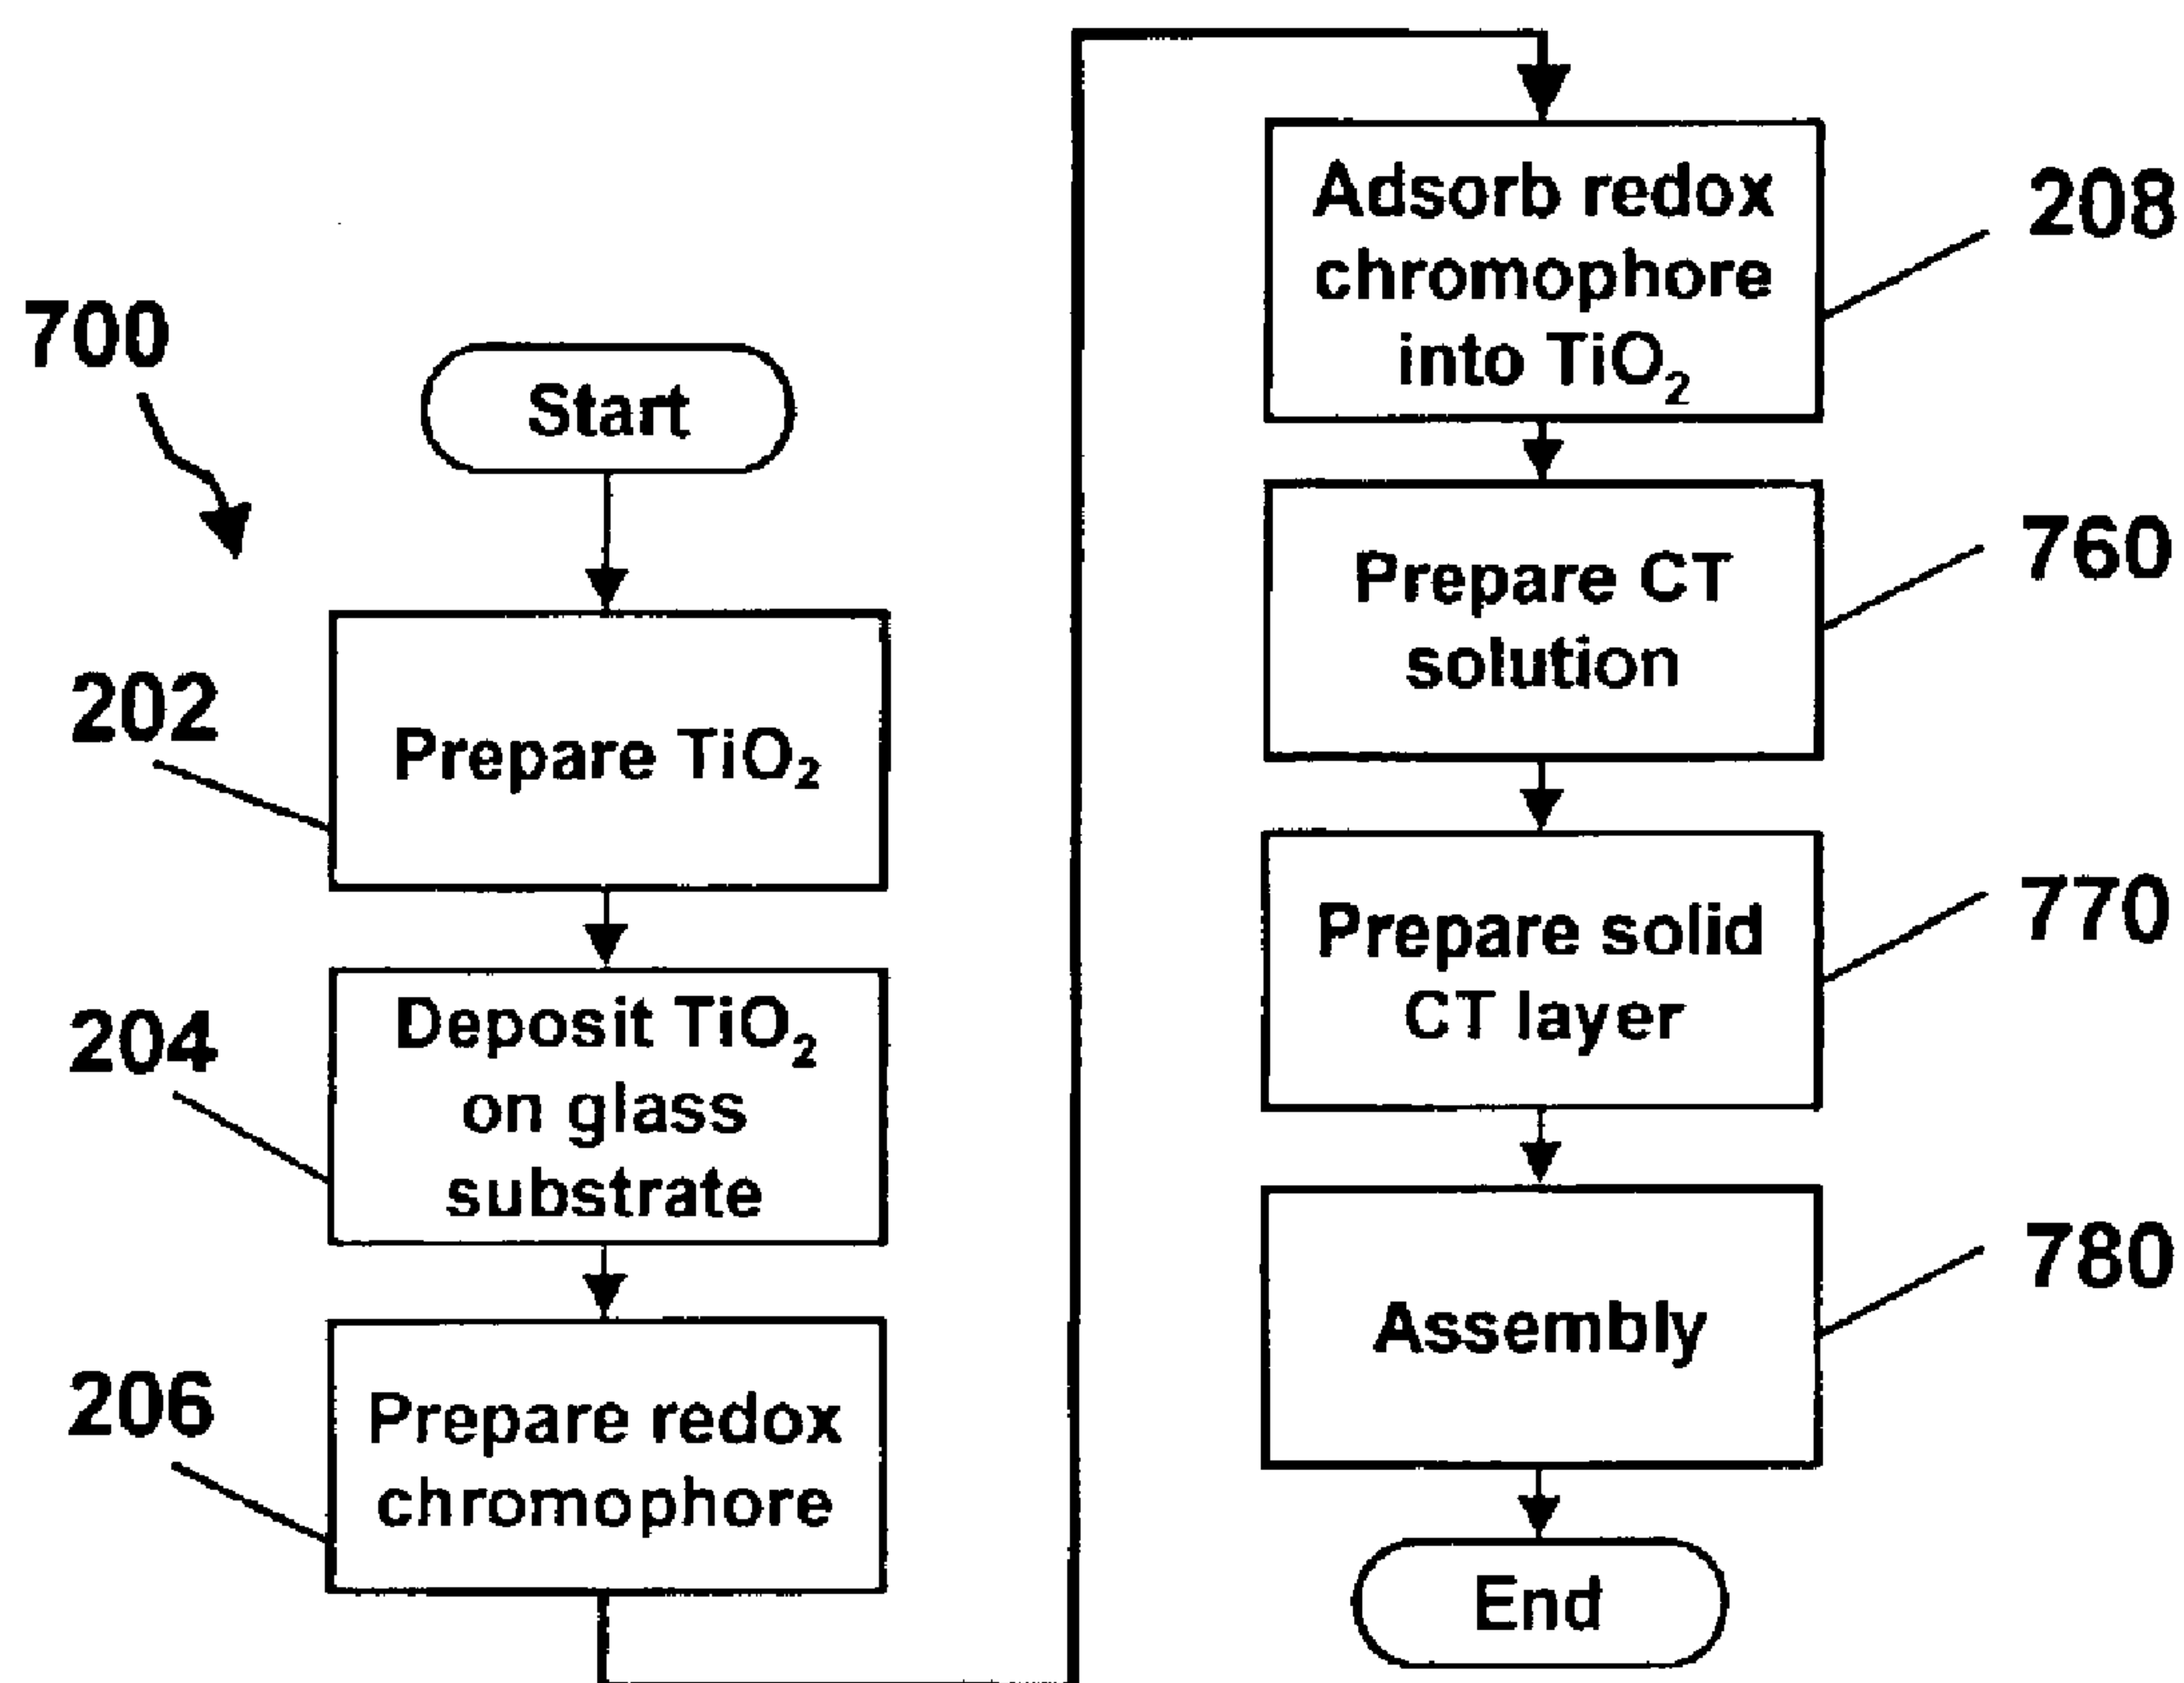 700
Start
202
Prepare TiO₂
204
Deposit TiO₂
on glass
substrate
206
Prepare redox
chromophore
Adsorb redox
chromophore
into TiO₂
208
Prepare CT
solution
760
Prepare solid
CT layer
770
Assembly
780
End